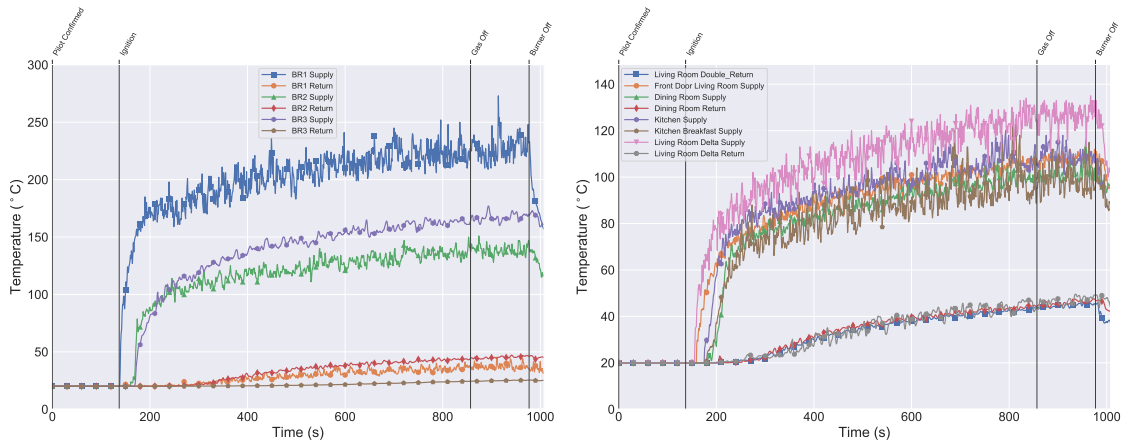 Pilot Confirmed
Ignition
Gas Off
Burner Off
300
250
200
150
100
50
0
Temperature (°C)
BR1 Supply
BR1 Return
BR2 Supply
BR2 Return
BR3 Supply
BR3 Return
0 200 400 600 800 1000
Time (s)
Pilot Confirmed
Ignition
Gas Off
Burner Off
140
120
100
80
60
40
20
0
Temperature (°C)
Living Room Double_Return
Front Door Living Room Supply
Dining Room Supply
Dining Room Return
Kitchen Supply
Kitchen Breakfast Supply
Living Room Delta Supply
Living Room Delta Return
0 200 400 600 800 1000
Time (s)